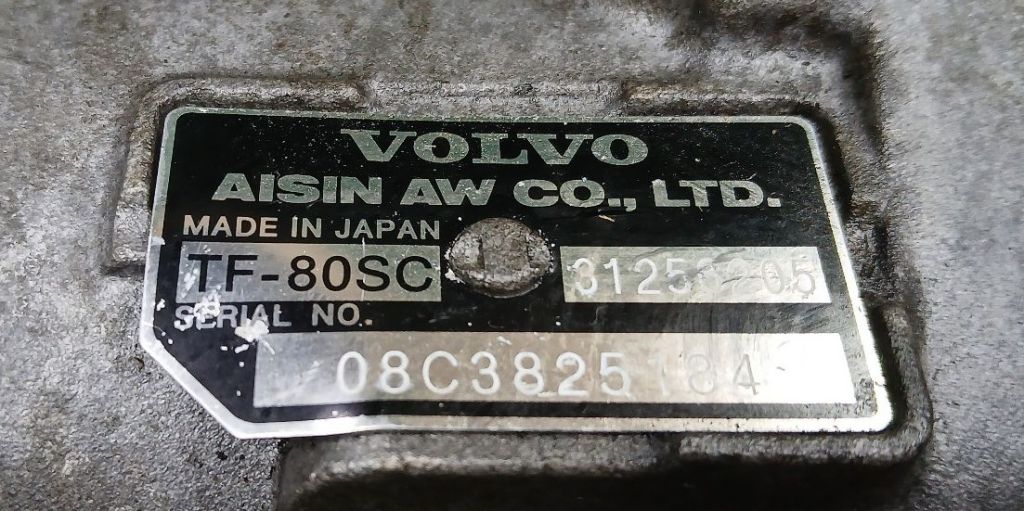 VOLVO
AISIN AW CO., LTD.
MADE IN JAPAN
TF-80SC
SERIAL NO.
08C3825184